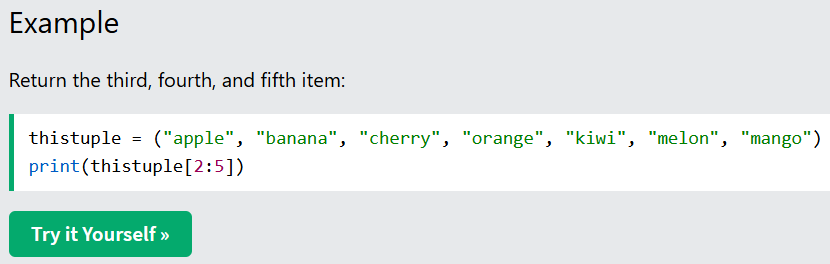 Example
Return the third, fourth, and fifth item:
thistuple = ("apple", "banana", "cherry", "orange", "kiwi", "melon", "mango")
print(thistuple[2:5])
Try it Yourself »